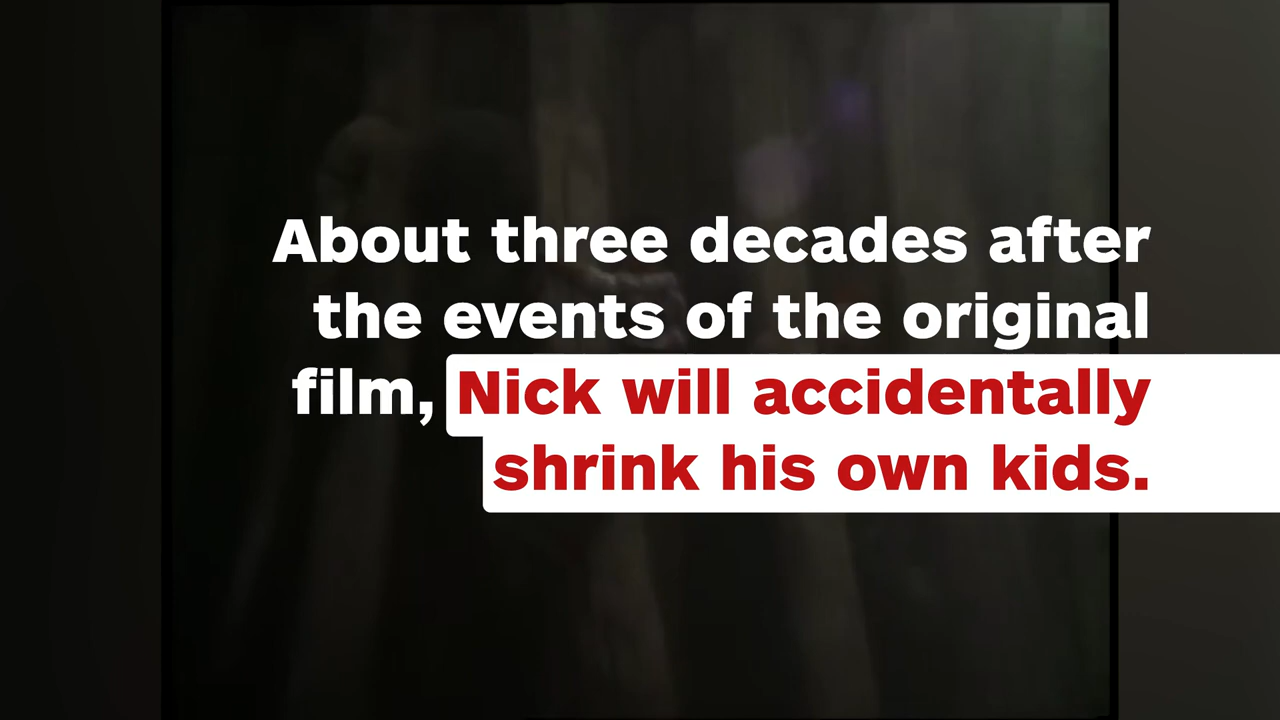 About three decades after
the events of the original
film, Nick will accidentally
shrink his own kids.